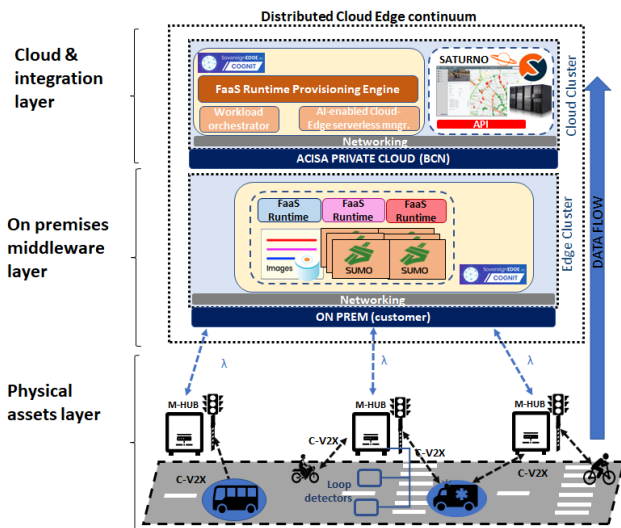 Distributed Cloud Edge continuum
Cloud &
integration
layer
SovereignEDGE
COGNIT
FaaS Runtime Provisioning Engine
Workload
orchestrator
AI-enabled Cloud-
Edge serverless mngr.
SATURNO
S
API
Networking
ACISA PRIVATE CLOUD (BCN)
Cloud Cluster
On premises
middleware
layer
FaaS
Runtime
FaaS
Runtime
FaaS
Runtime
Images
SUMO
SUMO
SovereignEDGE
COGNIT
Networking
ON PREM (customer)
Edge Cluster
DATA FLOW
λ
λ
λ
Physical
assets layer
M-HUB
M-HUB
M-HUB
C-V2X
C-V2X
C-V2X
C-V2X
Loop
detectors